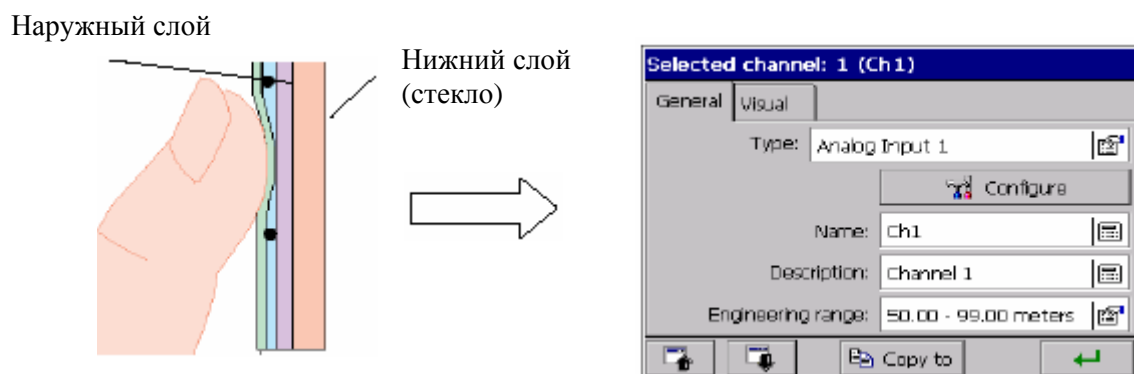 Наружный слой
Нижний слой
(стекло)
Selected channel: 1 (Ch1)
General Visual
Type: Analog Input 1
Configure
Name: Ch1
Description: Channel 1
Engineering range: 50.00 - 99.00 meters
Copy to